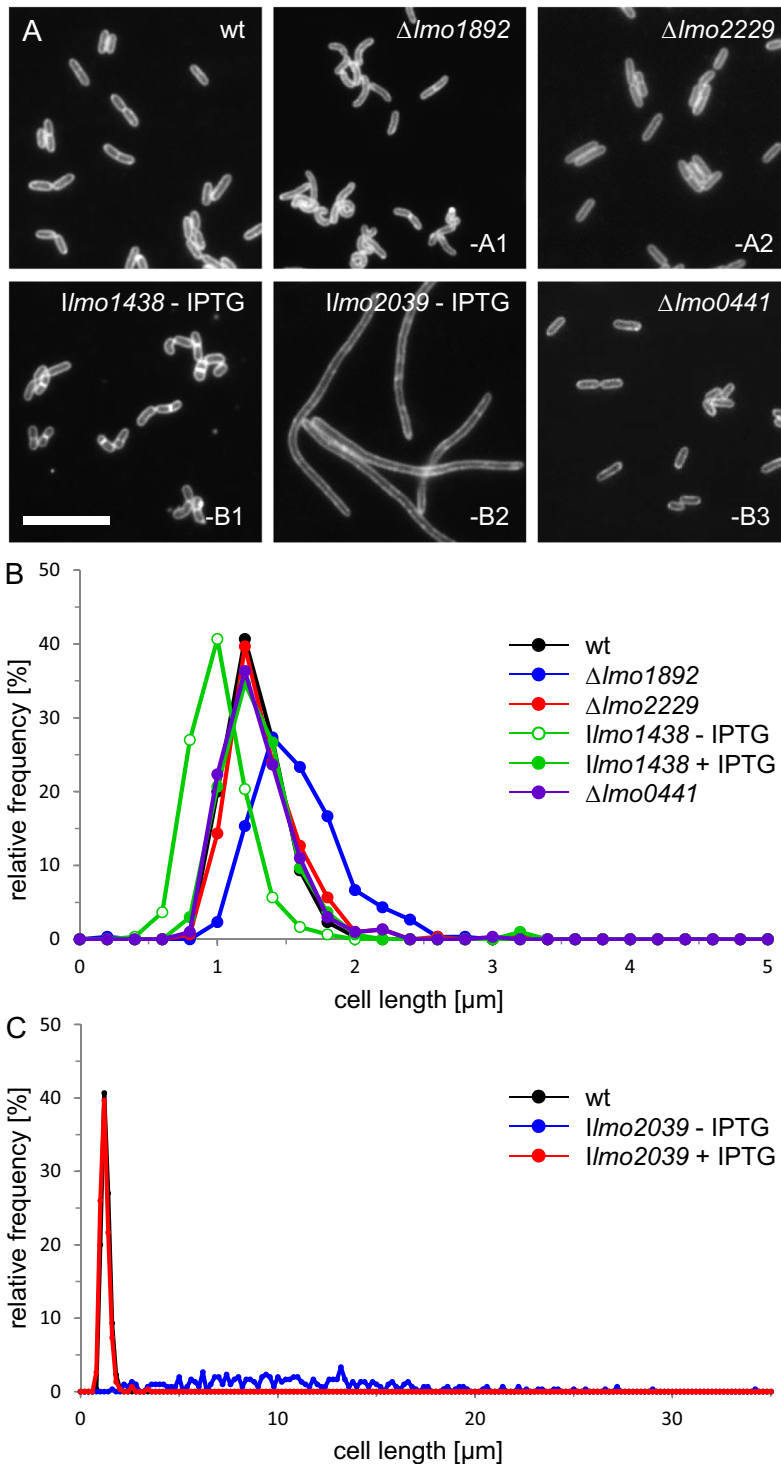 A
wt
Δlmo1892
Δlmo2229
-A1
-A2
Ilmo1438 - IPTG
Ilmo2039 - IPTG
Δlmo0441
-B1
-B2
-B3
B
50
40
30
20
10
0
relative frequency [%]
wt
Δlmo1892
Δlmo2229
Ilmo1438 - IPTG
Ilmo1438 + IPTG
Δlmo0441
0 1 2 3 4 5
cell length [µm]
C
50
40
30
20
10
0
relative frequency [%]
wt
Ilmo2039 - IPTG
Ilmo2039 + IPTG
0 10 20 30
cell length [µm]